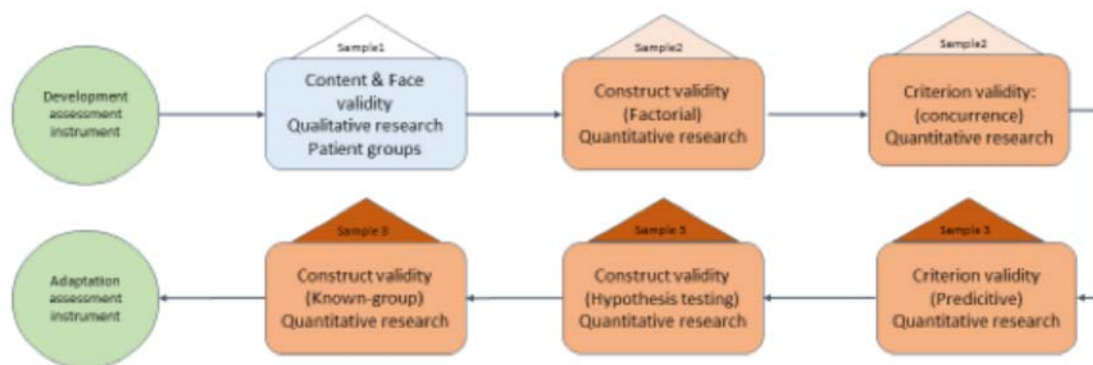 Sample1
Sample2
Sample2
Development
assessment
instrument
Content & Face
validity
Qualitative research
Patient groups
Construct validity
(Factorial)
Quantitative research
Criterion validity:
(concurrence)
Quantitative research
Sample 3
Sample 3
Sample 3
Adaptation
assessment
instrument
Construct validity
(Known-group)
Quantitative research
Construct validity
(Hypothesis testing)
Quantitative research
Criterion validity
(Predicitive)
Quantitative research